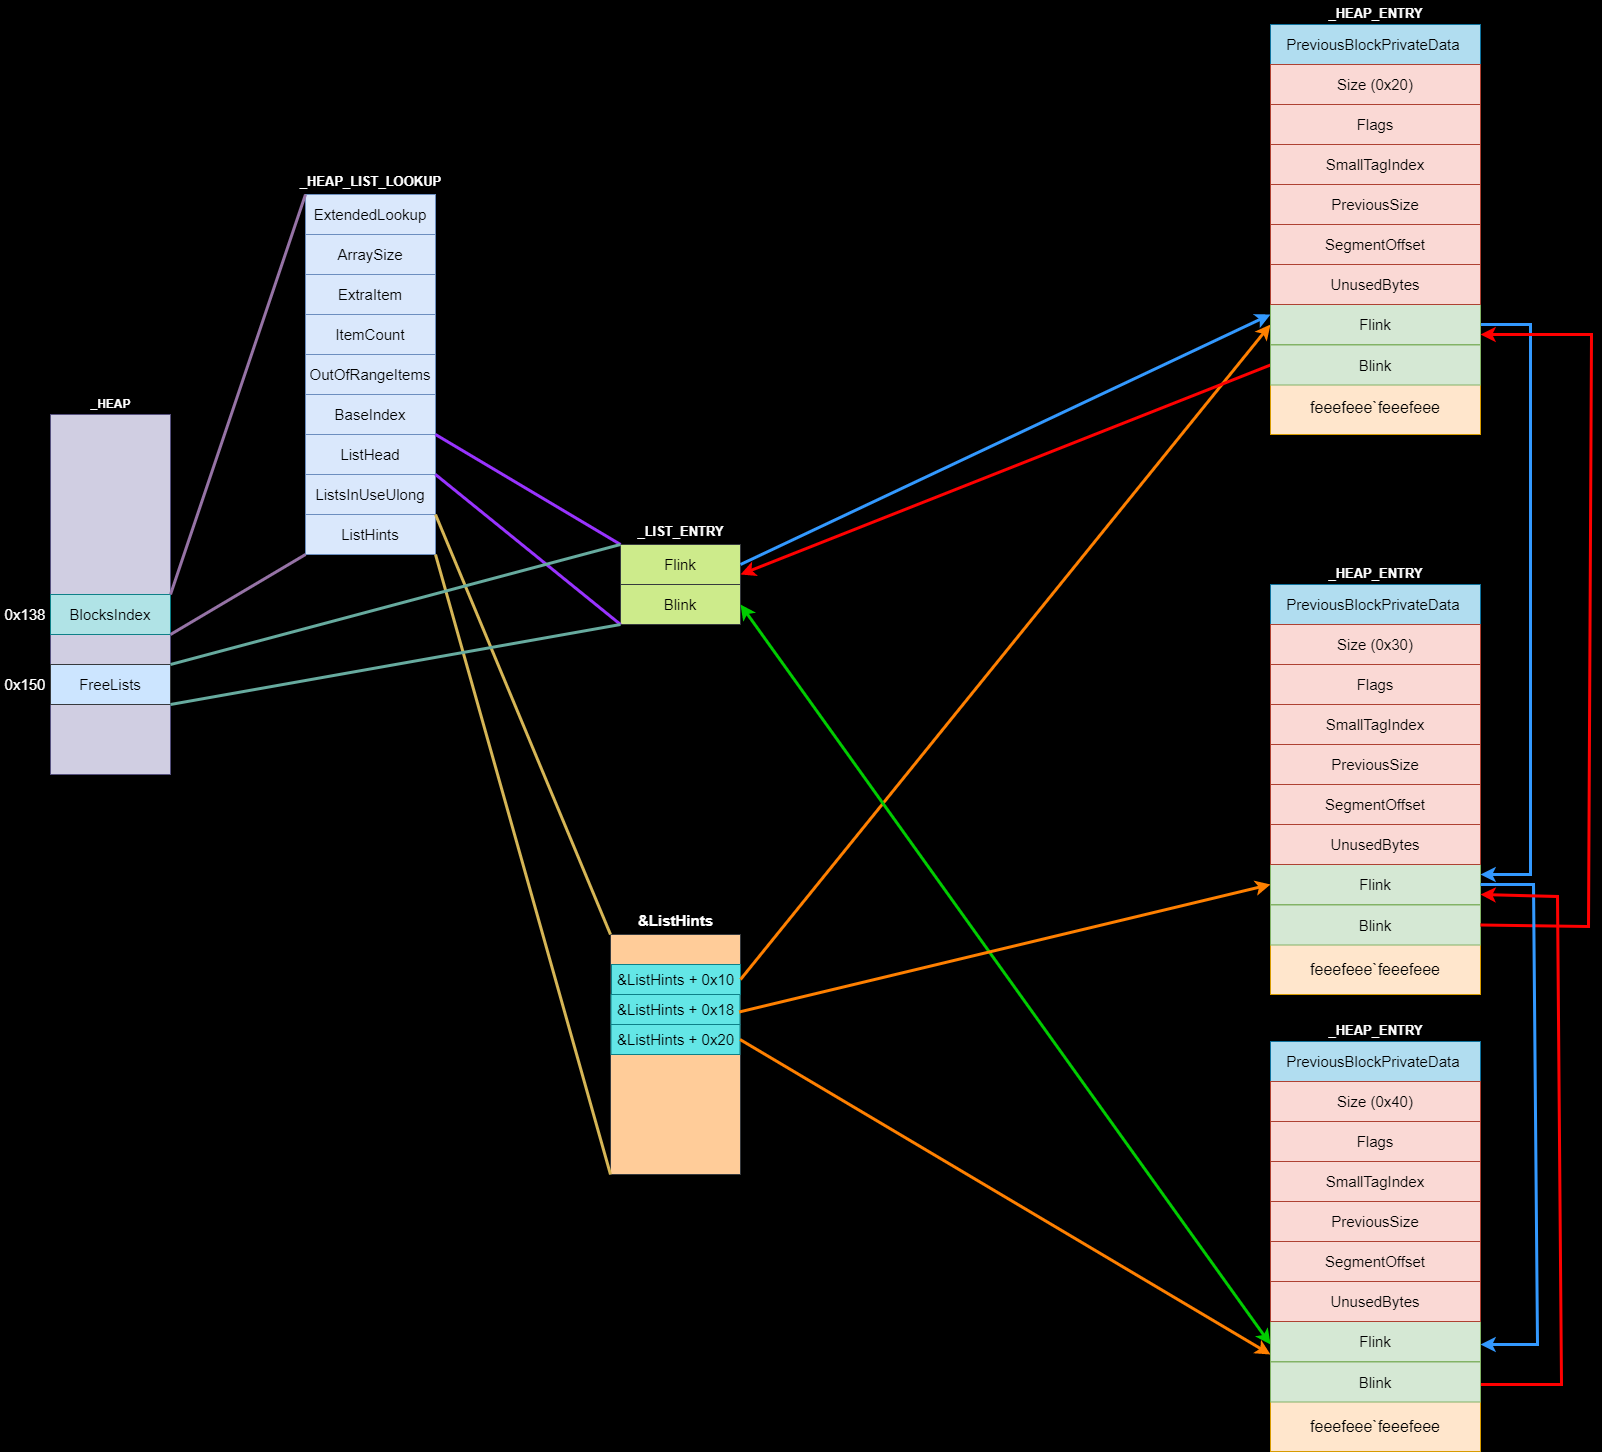 _HEAP
0x138
BlocksIndex
0x150
FreeLists
_HEAP_LIST_LOOKUP
ExtendedLookup
ArraySize
ExtraItem
ItemCount
OutOfRangeItems
BaseIndex
ListHead
ListsInUseUlong
ListHints
_LIST_ENTRY
Flink
Blink
&ListHints
&ListHints + 0x10
&ListHints + 0x18
&ListHints + 0x20
_HEAP_ENTRY
PreviousBlockPrivateData
Size (0x20)
Flags
SmallTagIndex
PreviousSize
SegmentOffset
UnusedBytes
Flink
Blink
feeefeee`feeefeee
_HEAP_ENTRY
PreviousBlockPrivateData
Size (0x30)
Flags
SmallTagIndex
PreviousSize
SegmentOffset
UnusedBytes
Flink
Blink
feeefeee`feeefeee
_HEAP_ENTRY
PreviousBlockPrivateData
Size (0x40)
Flags
SmallTagIndex
PreviousSize
SegmentOffset
UnusedBytes
Flink
Blink
feeefeee`feeefeee